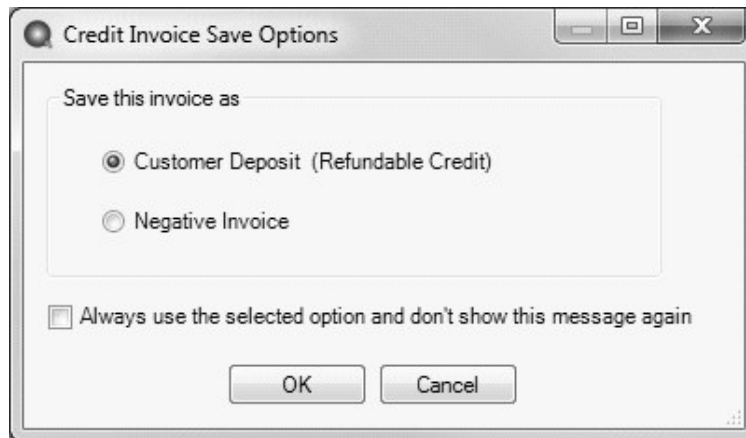 Credit Invoice Save Options
Save this invoice as
Customer Deposit (Refundable Credit)
Negative Invoice
Always use the selected option and don't show this message again
OK Cancel